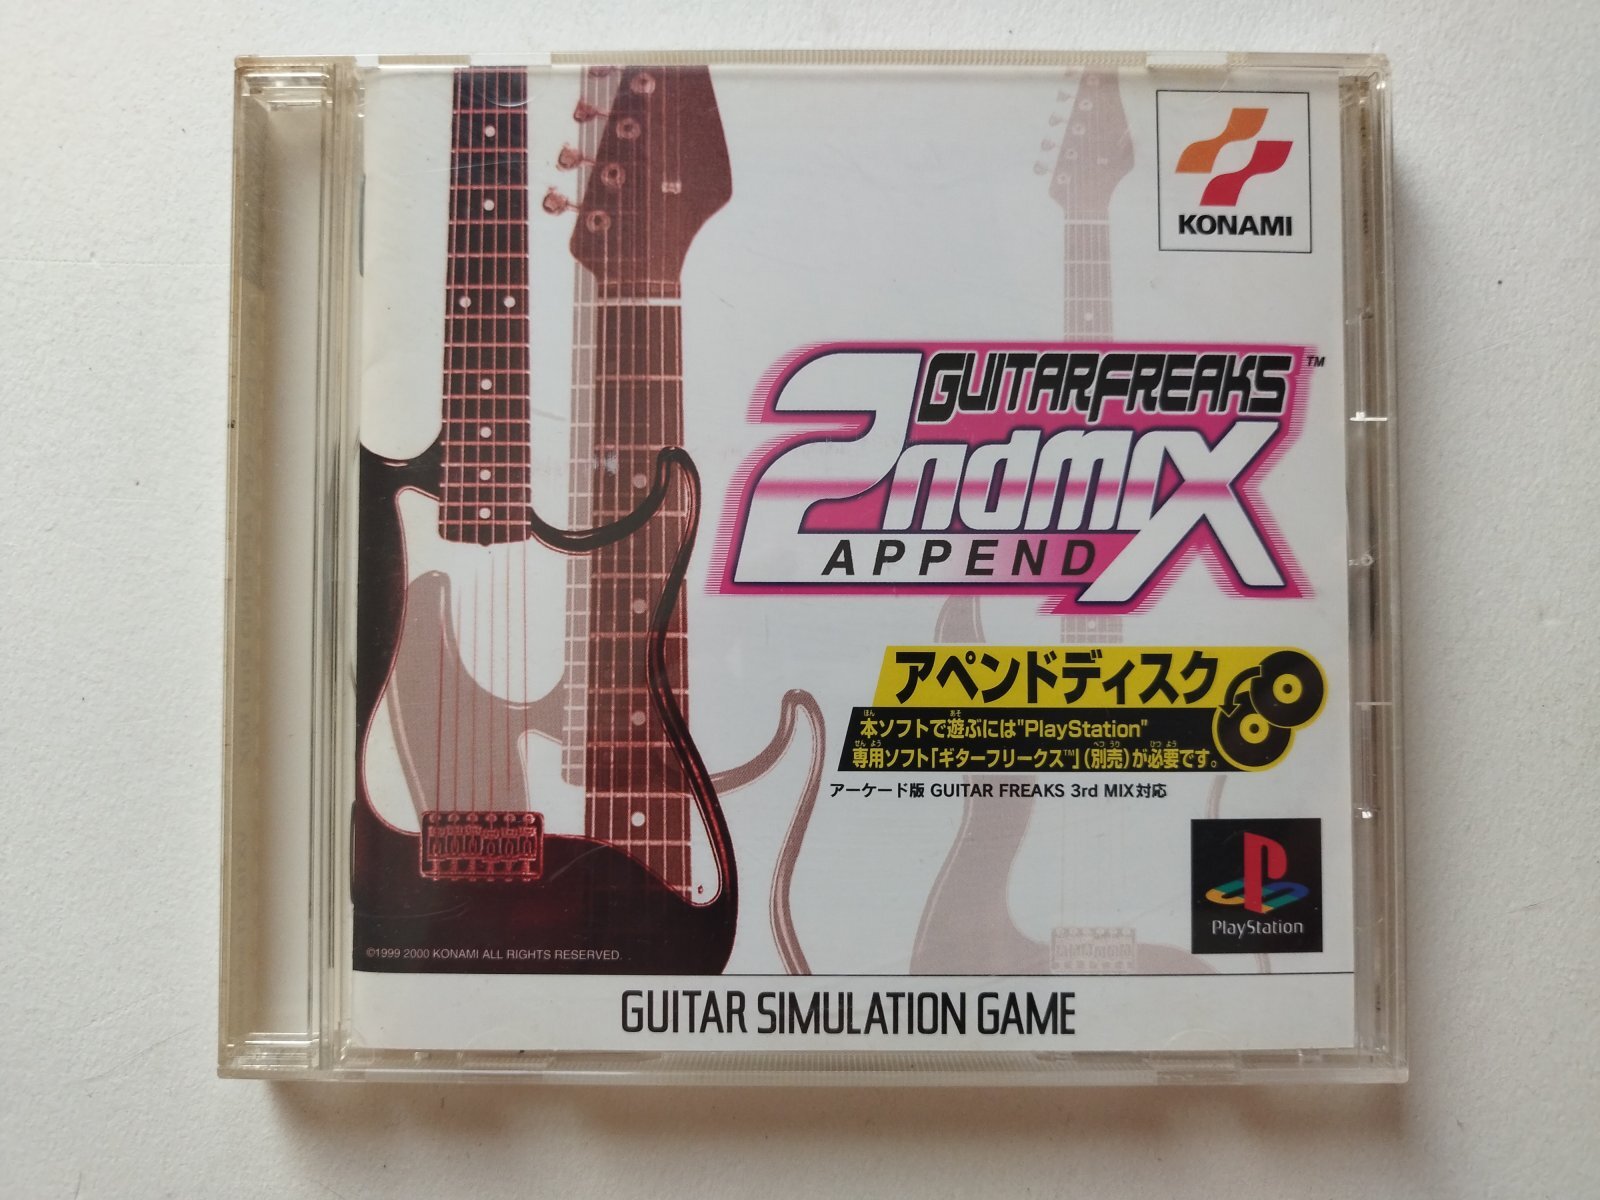 KONAMI
GUITARFREAKS™
2ndMIX
APPEND
アペンドディスク
本ソフトで遊ぶには"PlayStation"
専用ソフト「ギターフリークス™」(別売)が必要です。
アーケード版 GUITAR FREAKS 3rd MIX対応
PlayStation
©1999 2000 KONAMI ALL RIGHTS RESERVED.
GUITAR SIMULATION GAME